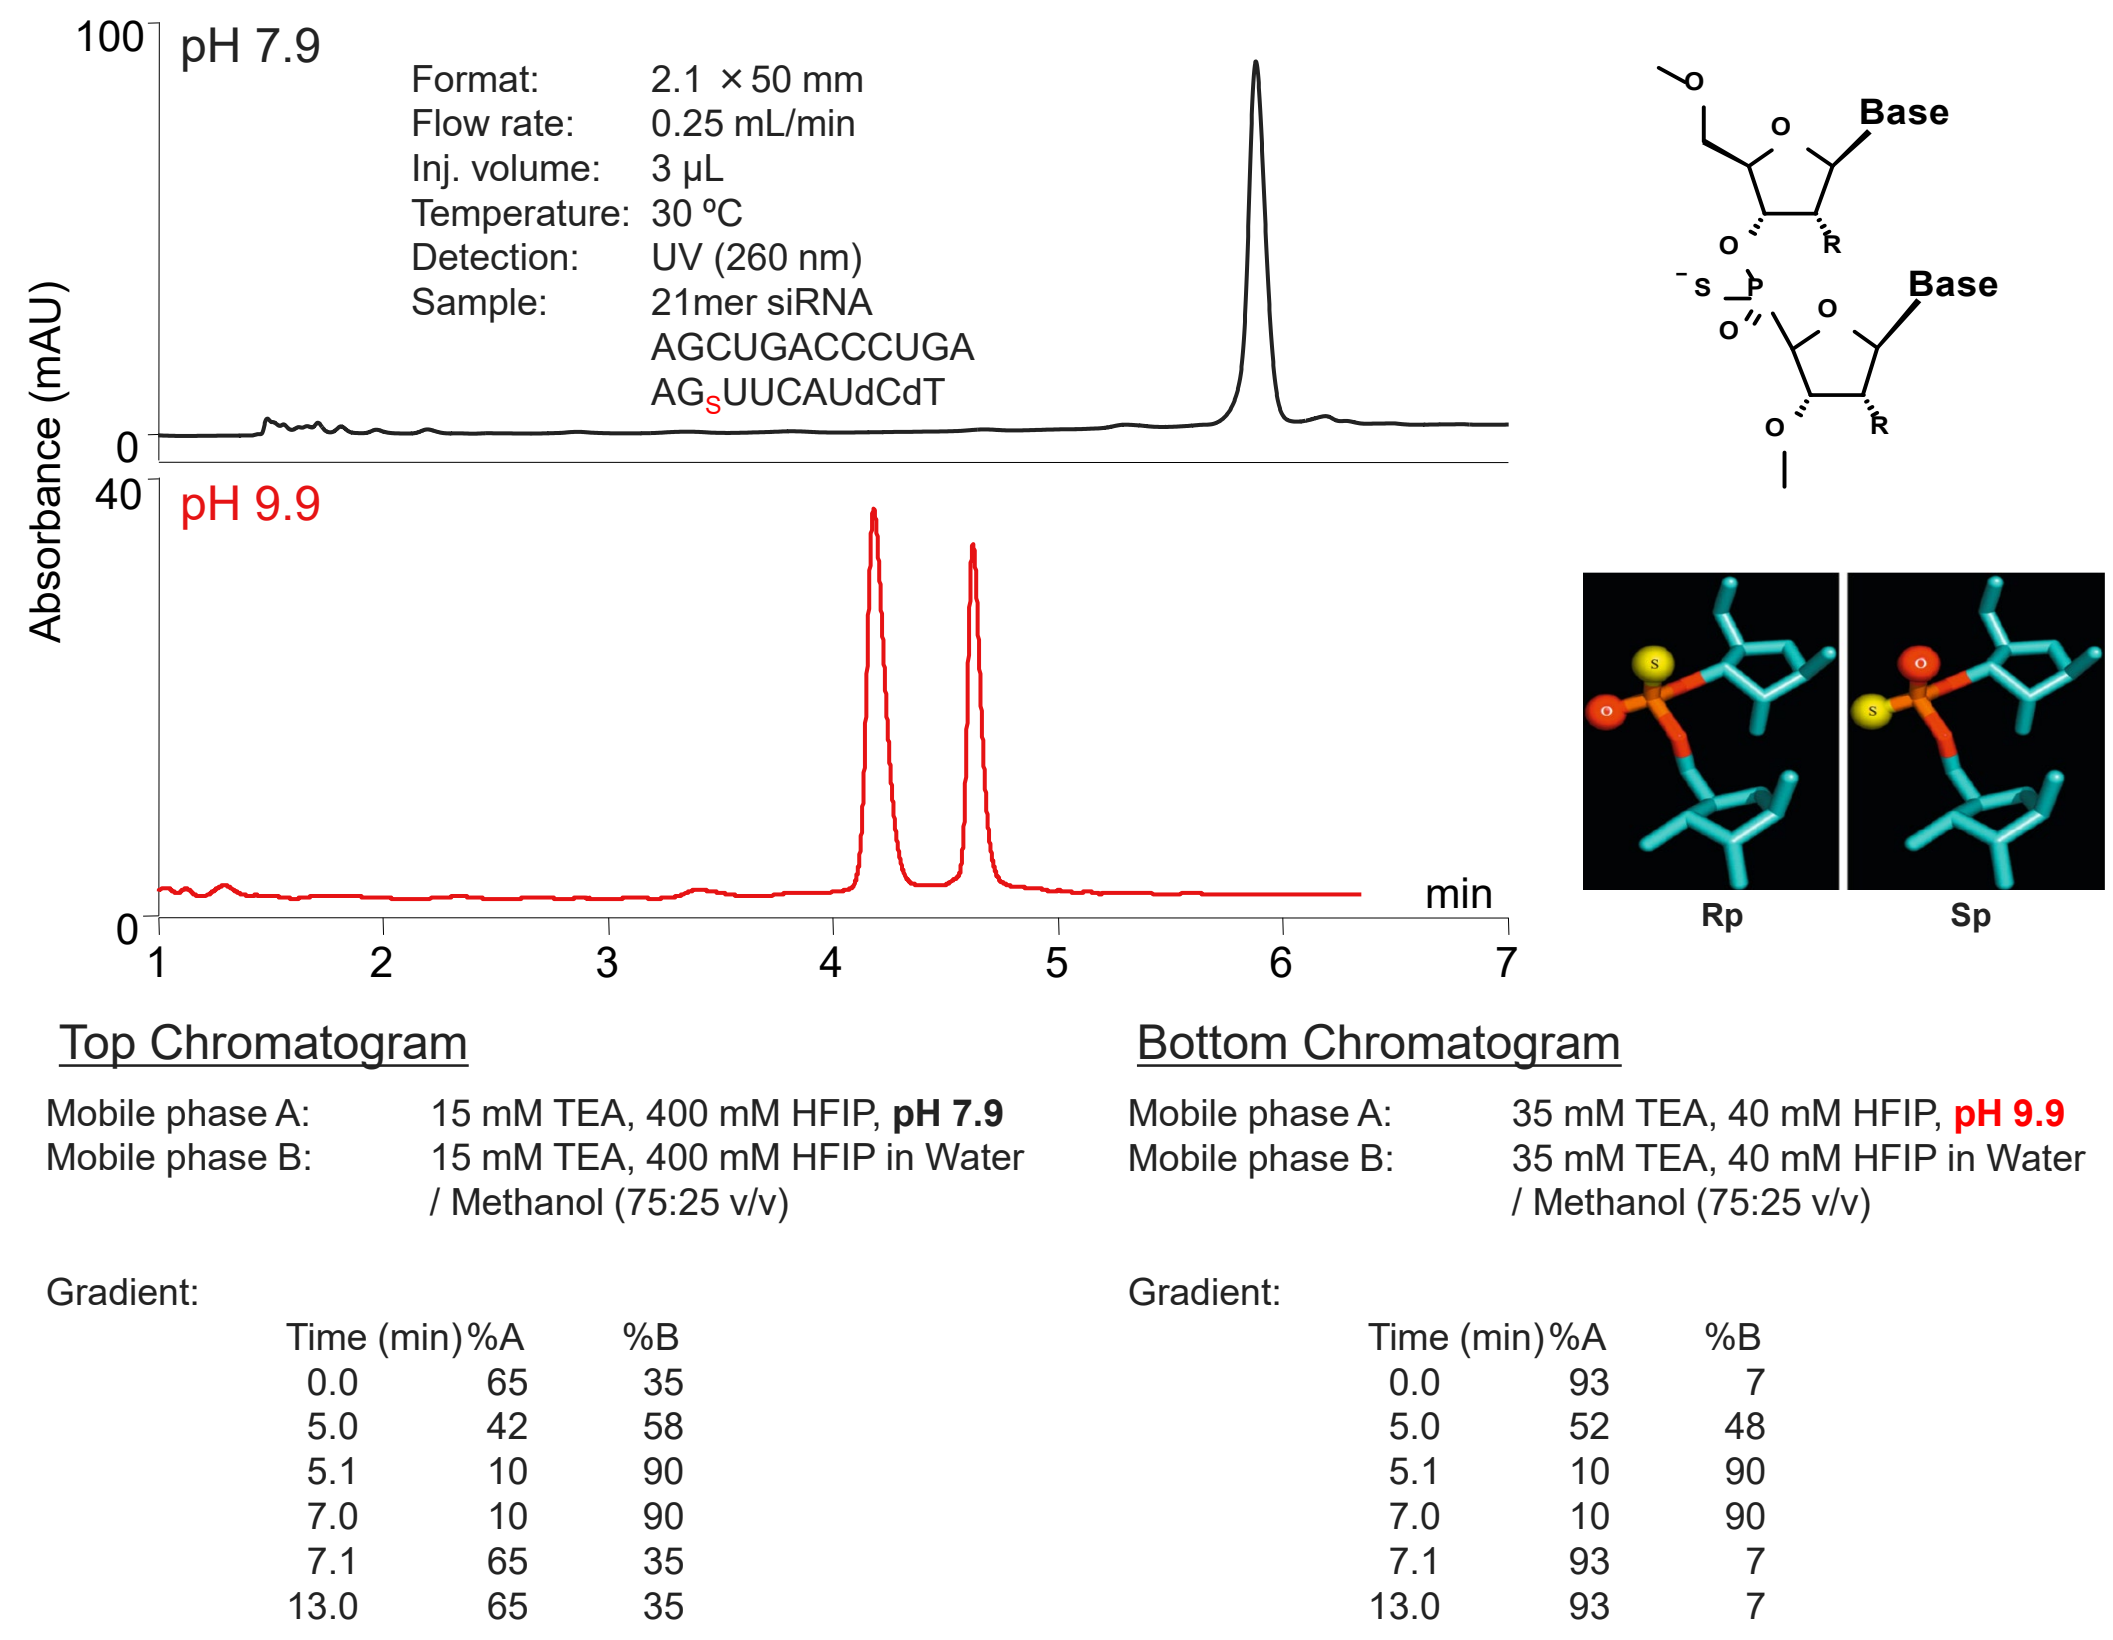 100
pH 7.9
Format: 2.1 × 50 mm
Flow rate: 0.25 mL/min
Inj. volume: 3 µL
Temperature: 30 ºC
Detection: UV (260 nm)
Sample: 21mer siRNA
AGCUGACCCUGA
AGSUUCAUdCdT
0
Absorbance (mAU)
40
pH 9.9
0
min
1 2 3 4 5 6 7
O
Base
O
O
R
− S P
Base
O
O
O
R
S
O
O
S
Rp Sp
Top Chromatogram
Mobile phase A: 15 mM TEA, 400 mM HFIP, pH 7.9
Mobile phase B: 15 mM TEA, 400 mM HFIP in Water
/ Methanol (75:25 v/v)
Gradient:
Time (min) %A %B
0.0 65 35
5.0 42 58
5.1 10 90
7.0 10 90
7.1 65 35
13.0 65 35
Bottom Chromatogram
Mobile phase A: 35 mM TEA, 40 mM HFIP, pH 9.9
Mobile phase B: 35 mM TEA, 40 mM HFIP in Water
/ Methanol (75:25 v/v)
Gradient:
Time (min) %A %B
0.0 93 7
5.0 52 48
5.1 10 90
7.0 10 90
7.1 93 7
13.0 93 7